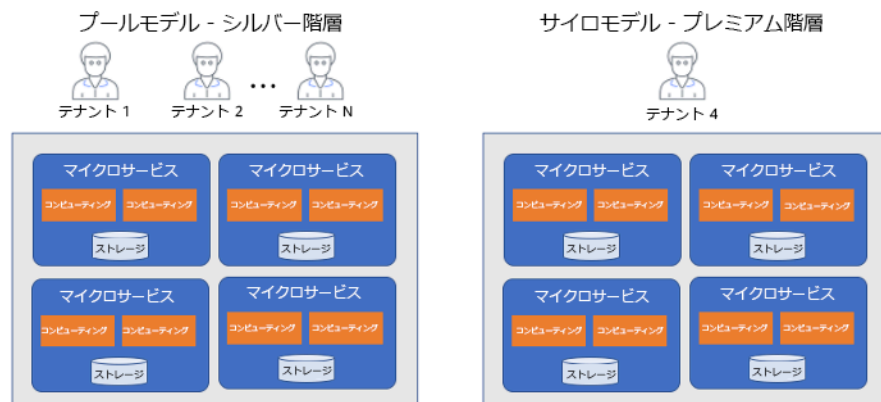 プールモデル - シルバー階層
テナント 1
テナント 2
...
テナント N
マイクロサービス
コンピューティング コンピューティング
ストレージ
マイクロサービス
コンピューティング コンピューティング
ストレージ
マイクロサービス
コンピューティング コンピューティング
ストレージ
マイクロサービス
コンピューティング コンピューティング
ストレージ
サイロモデル - プレミアム階層
テナント 4
マイクロサービス
コンピューティング コンピューティング
ストレージ
マイクロサービス
コンピューティング コンピューティング
ストレージ
マイクロサービス
コンピューティング コンピューティング
ストレージ
マイクロサービス
コンピューティング コンピューティング
ストレージ